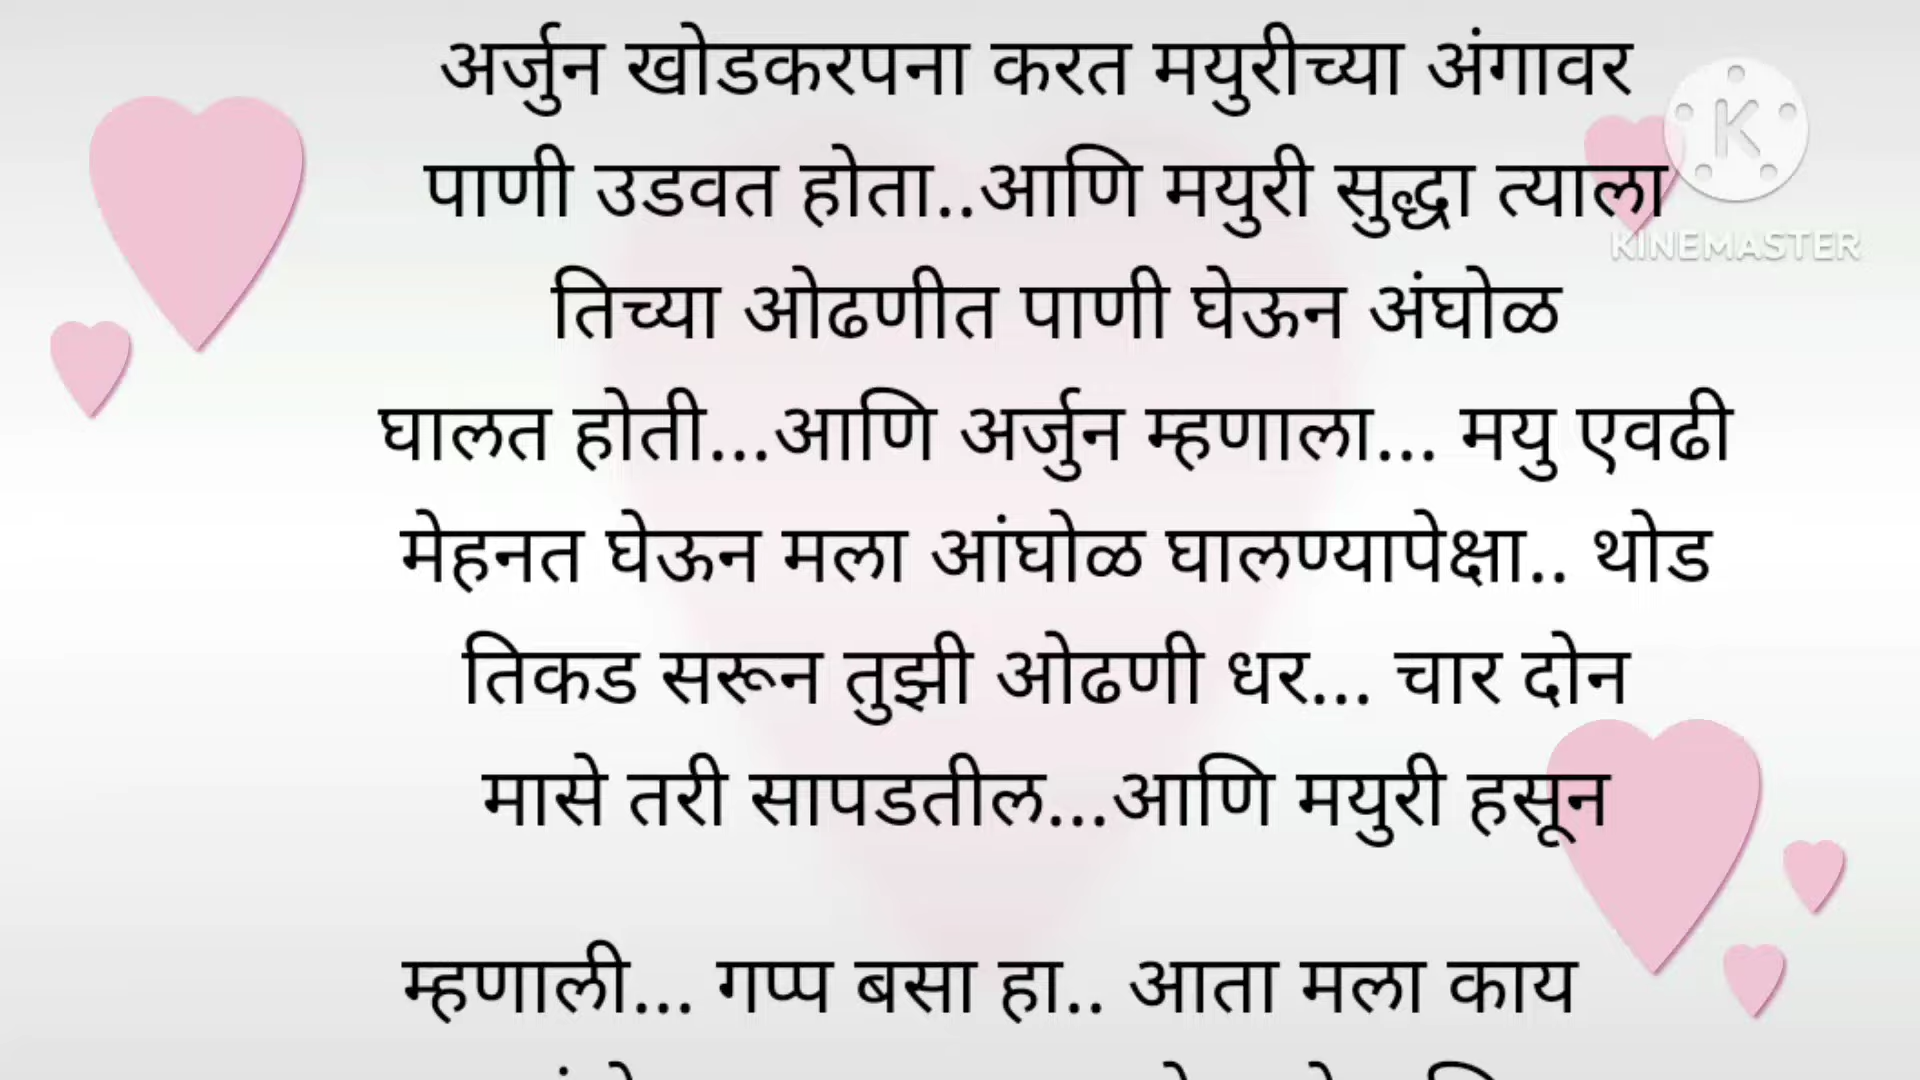 अर्जुन खोडकरपना करत मयुरीच्या अंगावर
पाणी उडवत होता..आणि मयुरी सुद्धा त्याला
तिच्या ओढणीत पाणी घेऊन अंघोळ
घालत होती...आणि अर्जुन म्हणाला... मयु एवढी
मेहनत घेऊन मला आंघोळ घालण्यापेक्षा.. थोड
तिकड सरून तुझी ओढणी धर... चार दोन
मासे तरी सापडतील...आणि मयुरी हसून
म्हणाली... गप्प बसा हा.. आता मला काय
K
KINEMASTER